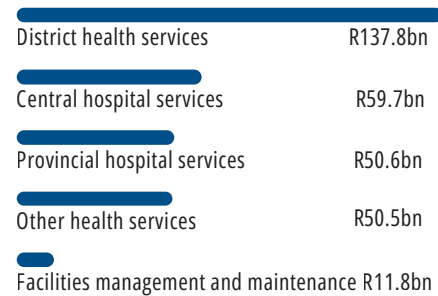 District health services R137.8bn
Central hospital services R59.7bn
Provincial hospital services R50.6bn
Other health services R50.5bn
Facilities management and maintenance R11.8bn